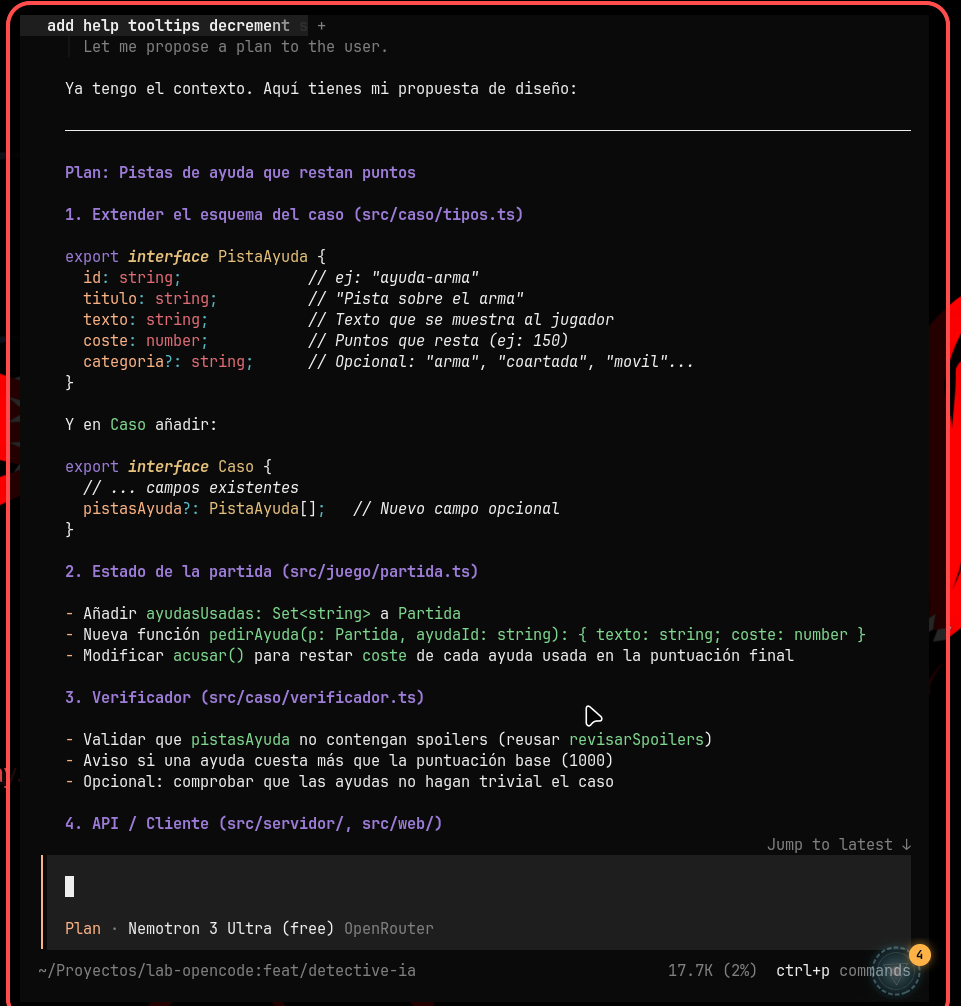 add help tooltips decrement s +
Let me propose a plan to the user.
Ya tengo el contexto. Aquí tienes mi propuesta de diseño:
Plan: Pistas de ayuda que restan puntos
1. Extender el esquema del caso (src/caso/tipos.ts)
export interface PistaAyuda {
id: string; // ej: "ayuda-arma"
titulo: string; // "Pista sobre el arma"
texto: string; // Texto que se muestra al jugador
coste: number; // Puntos que resta (ej: 150)
categoria?: string; // Opcional: "arma", "coartada", "movil"...
}
Y en Caso añadir:
export interface Caso {
// ... campos existentes
pistasAyuda?: PistaAyuda[]; // Nuevo campo opcional
}
2. Estado de la partida (src/juego/partida.ts)
- Añadir ayudasUsadas: Set<string> a Partida
- Nueva función pedirAyuda(p: Partida, ayudaId: string): { texto: string; coste: number }
- Modificar acusar() para restar coste de cada ayuda usada en la puntuación final
3. Verificador (src/caso/verificador.ts)
- Validar que pistasAyuda no contengan spoilers (reusar revisarSpoilers)
- Aviso si una ayuda cuesta más que la puntuación base (1000)
- Opcional: comprobar que las ayudas no hagan trivial el caso
4. API / Cliente (src/servidor/, src/web/)
Jump to latest ↓
Plan · Nemotron 3 Ultra (free) OpenRouter
~/Proyectos/lab-opencode:feat/detective-ia 17.7K (2%) ctrl+p commands
4